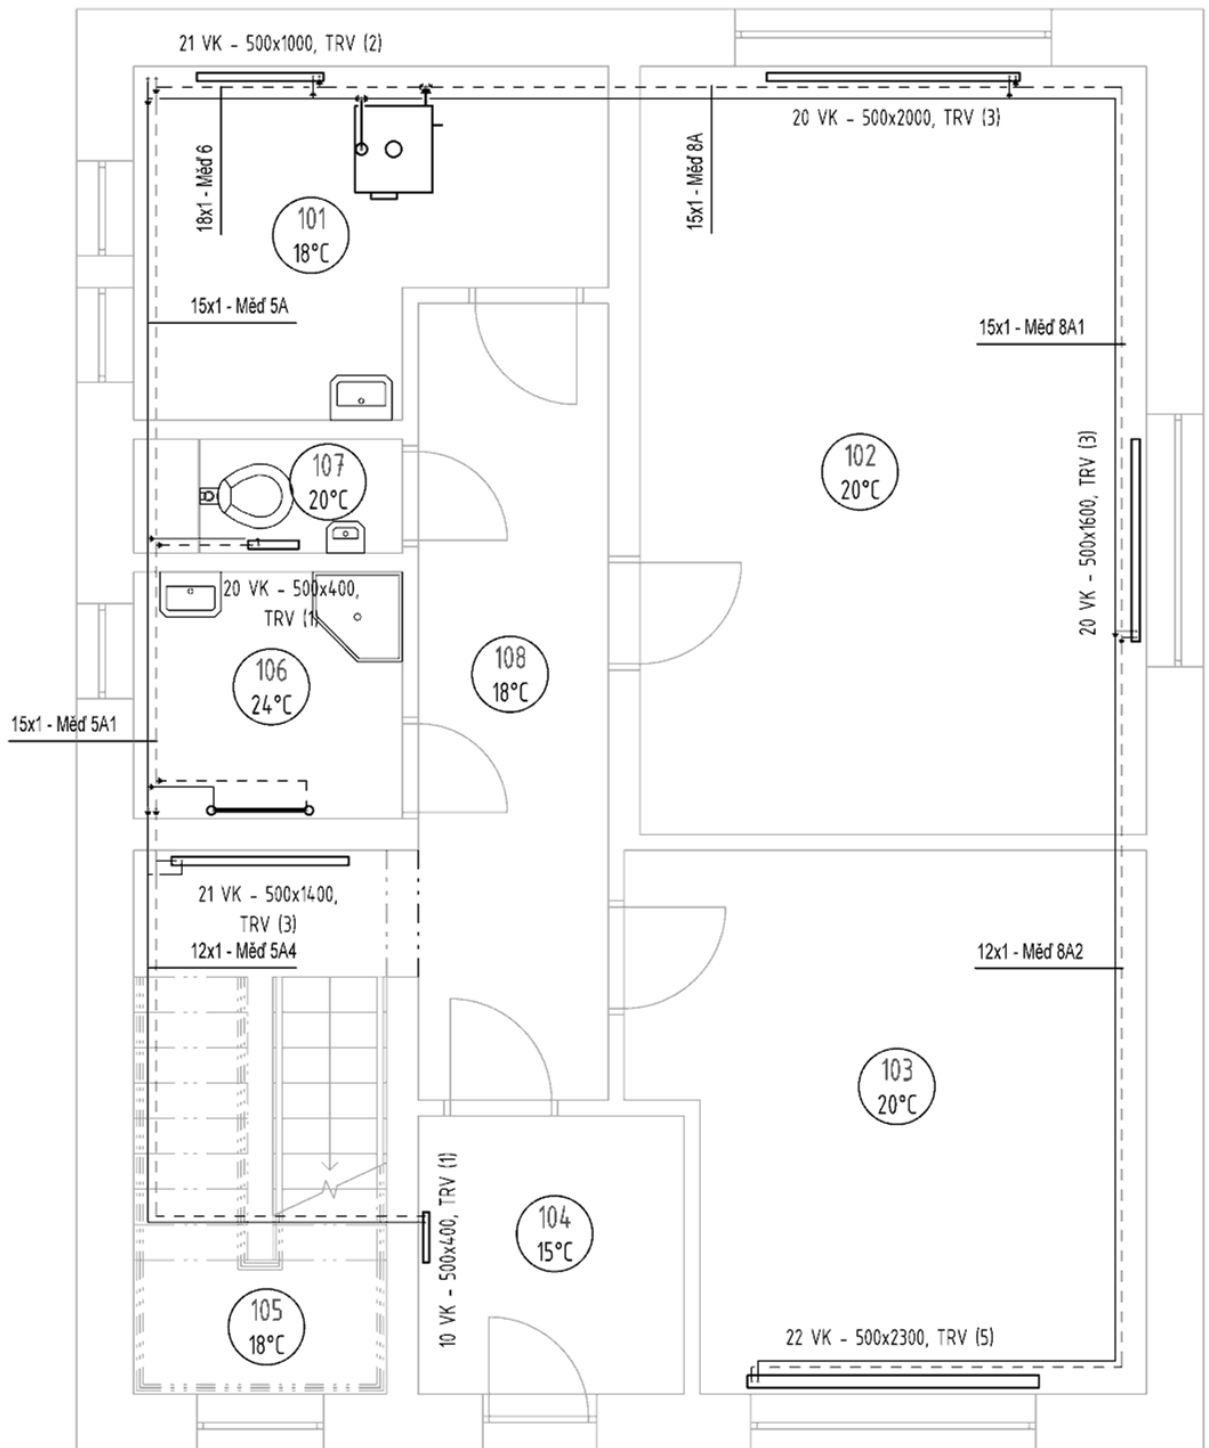 21 VK - 500x1000, TRV (2)
20 VK - 500x2000, TRV (3)
18x1 - Měď 6
15x1 - Měď 8A
101
18°C
15x1 - Měď 5A
15x1 - Měď 8A1
102
20°C
107
20°C
20 VK - 500x1600, TRV (3)
20 VK - 500x400,
TRV (1)
106
24°C
108
18°C
15x1 - Měď 5A1
21 VK - 500x1400,
TRV (3)
12x1 - Měď 5A4
12x1 - Měď 8A2
103
20°C
10 VK - 500x400, TRV (1)
104
15°C
105
18°C
22 VK - 500x2300, TRV (5)